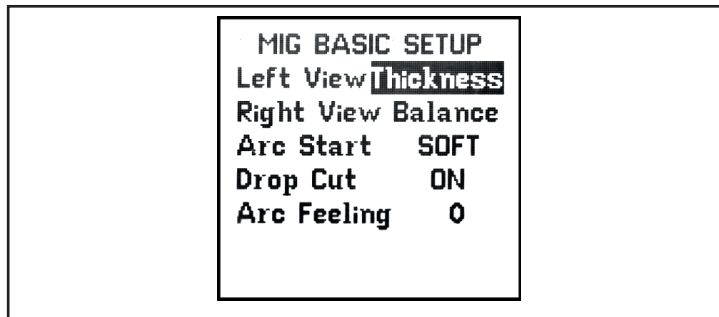 MIG BASIC SETUP
Left View Thickness
Right View Balance
Arc Start SOFT
Drop Cut ON
Arc Feeling 0